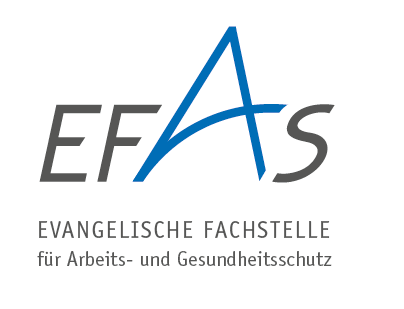 EFAS
EVANGELISCHE FACHSTELLE
für Arbeits- und Gesundheitsschutz